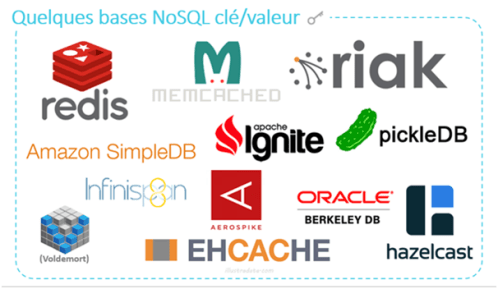 Quelques bases NoSQL clé/valeur
redis
MEMCACHED
riak
Amazon SimpleDB
apache
Ignite
pickleDB
Infinispan
AEROSPIKE
ORACLE®
BERKELEY DB
hazelcast
(Voldemort)
EHCACHE